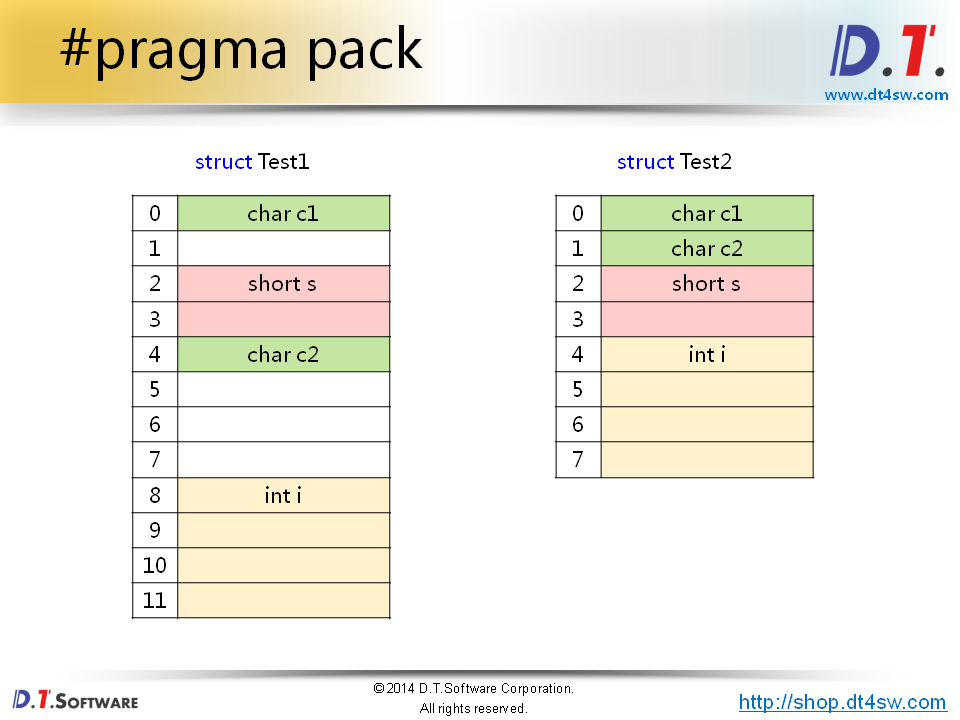 #pragma pack
D.T.
www.dt4sw.com
struct Test1
0 char c1
1
2 short s
3
4 char c2
5
6
7
8 int i
9
10
11
struct Test2
0 char c1
1 char c2
2 short s
3
4 int i
5
6
7
D.T.SOFTWARE
©2014 D.T.Software Corporation.
All rights reserved.
http://shop.dt4sw.com